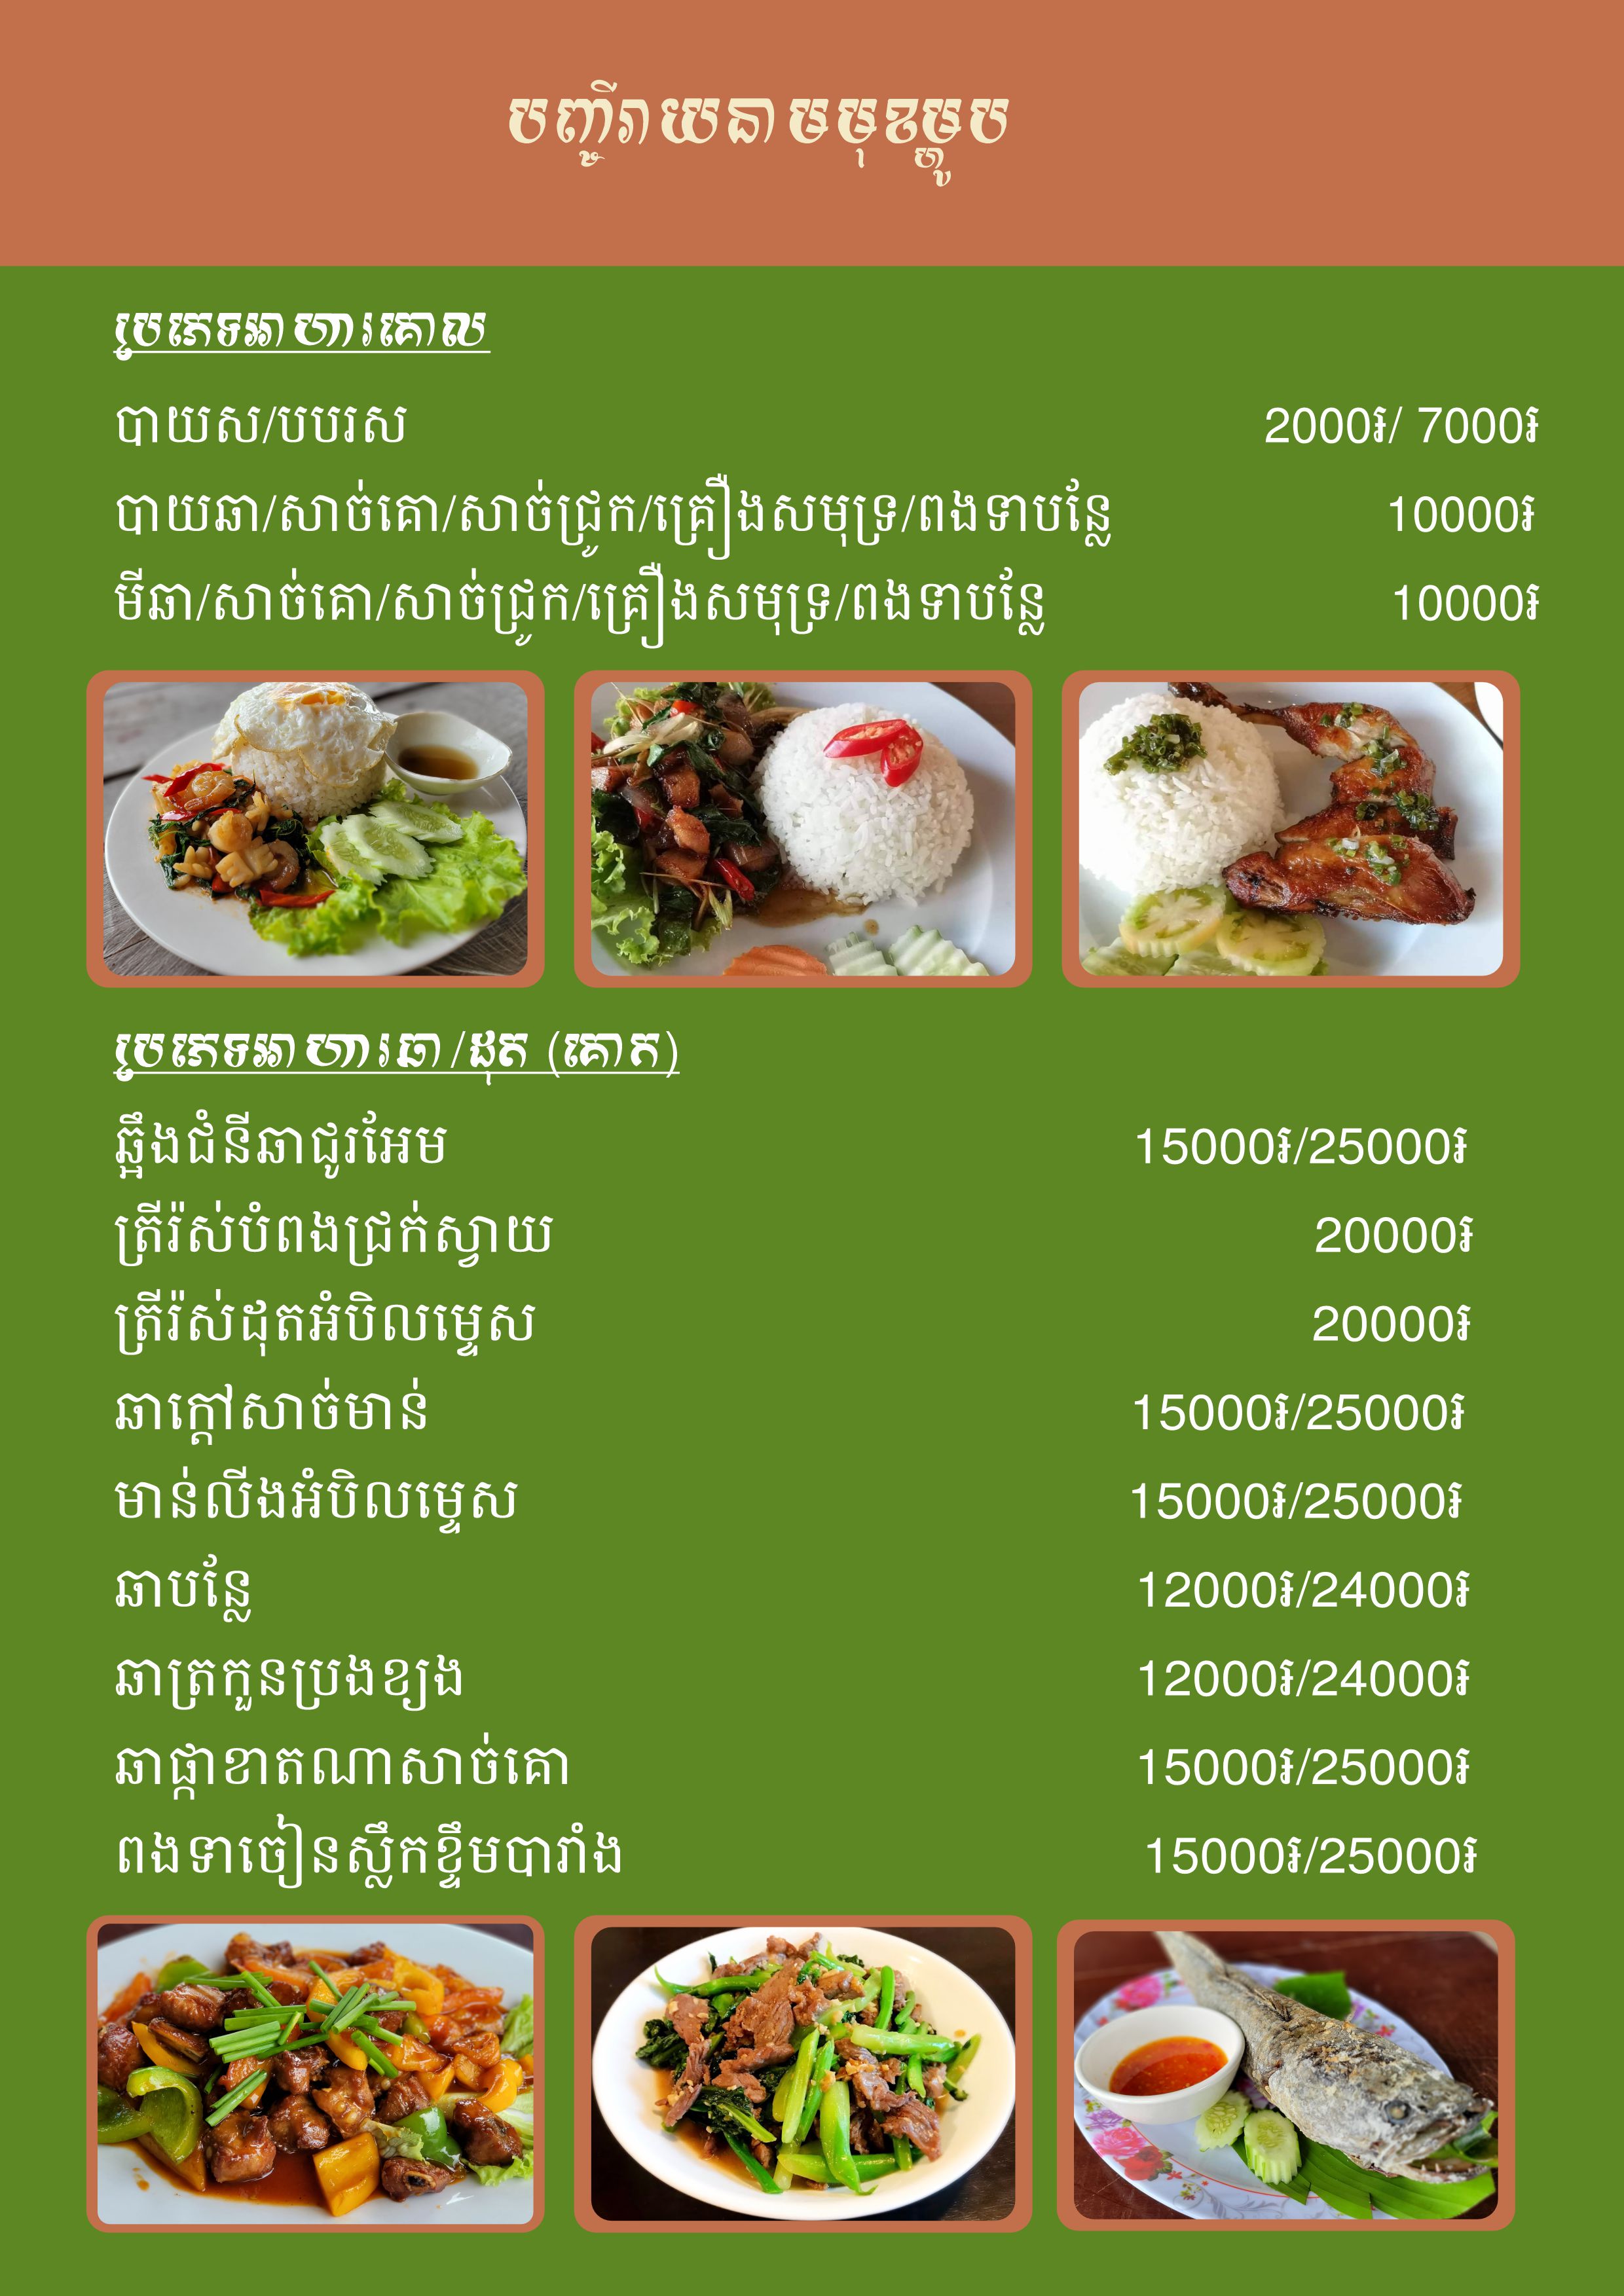 បញ្ជីរាយនាមមុខម្ហូប
ប្រភេទអាហារគោល
បាយស/បបរស 2000៛/ 7000៛
បាយឆា/សាច់គោ/សាច់ជ្រូក/គ្រឿងសមុទ្រ/ពងទាបន្លែ 10000៛
មីឆា/សាច់គោ/សាច់ជ្រូក/គ្រឿងសមុទ្រ/ពងទាបន្លែ 10000៛
ប្រភេទអាហារឆា/ដុត (គោត)
ឆ្អឹងជំនីឆាជូរអែម 15000៛/25000៛
ត្រីរ៉ស់បំពងជ្រក់ស្វាយ 20000៛
ត្រីរ៉ស់ដុតអំបិលម្ទេស 20000៛
ឆាក្តៅសាច់មាន់ 15000៛/25000៛
មាន់លីងអំបិលម្ទេស 15000៛/25000៛
ឆាបន្លែ 12000៛/24000៛
ឆាត្រកួនប្រេងខ្យង 12000៛/24000៛
ឆាផ្កាខាតណាសាច់គោ 15000៛/25000៛
ពងទាចៀនស្លឹកខ្ទឹមបារាំង 15000៛/25000៛